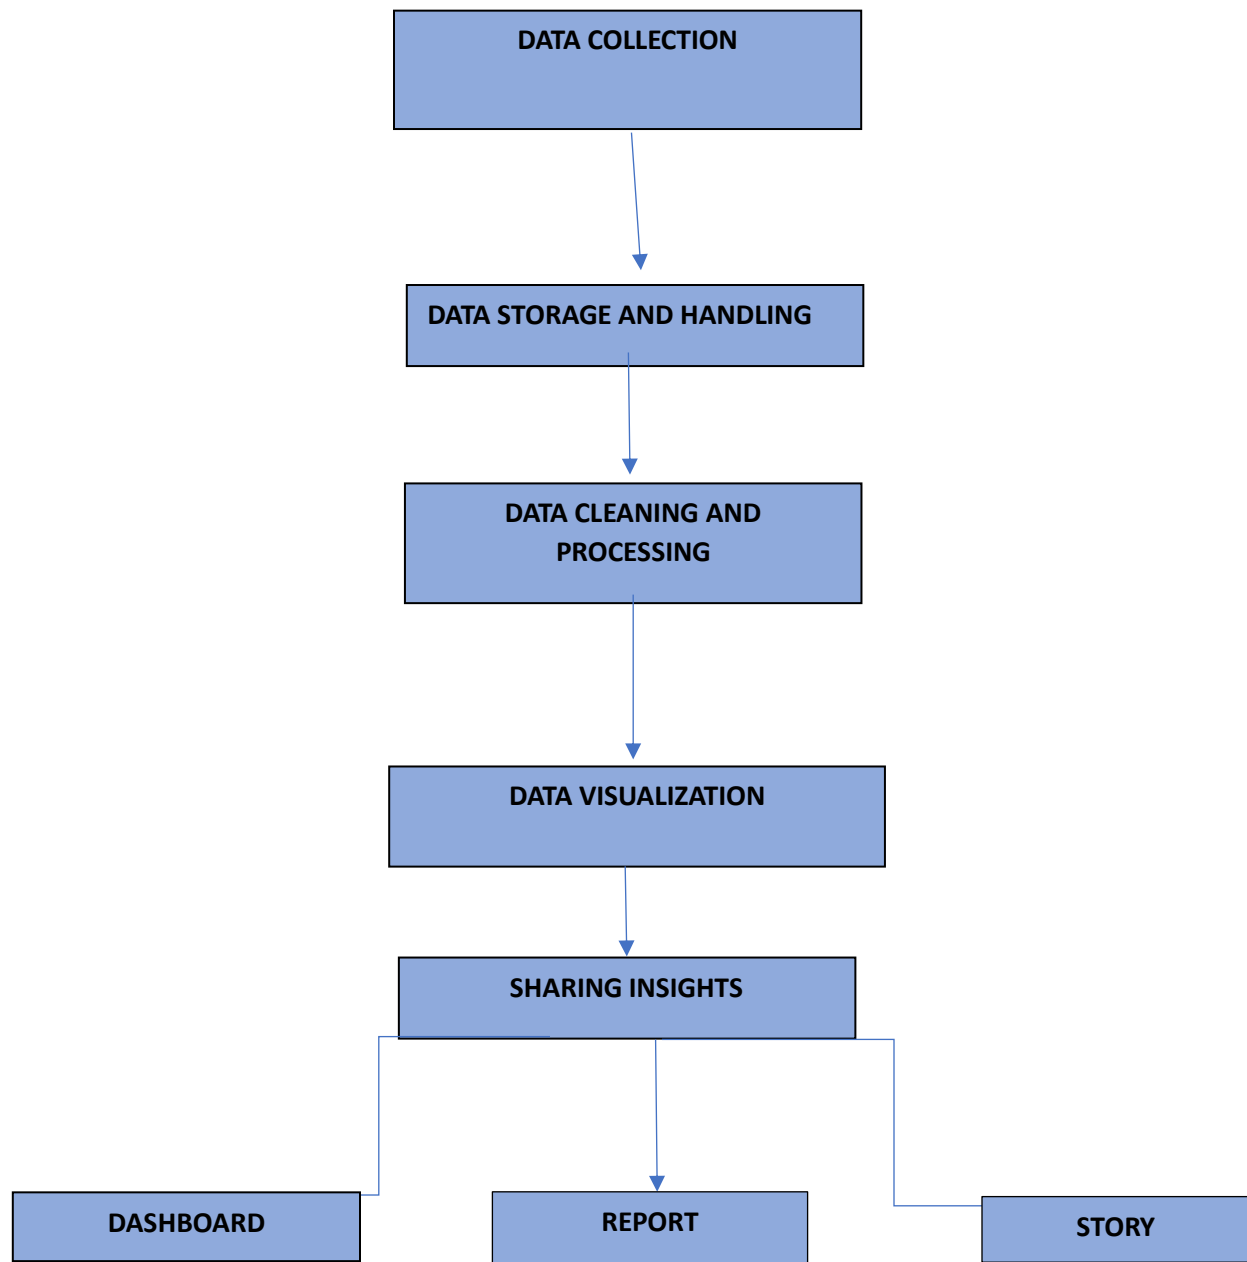 DATA COLLECTION
DATA STORAGE AND HANDLING
DATA CLEANING AND
PROCESSING
DATA VISUALIZATION
SHARING INSIGHTS
DASHBOARD
REPORT
STORY